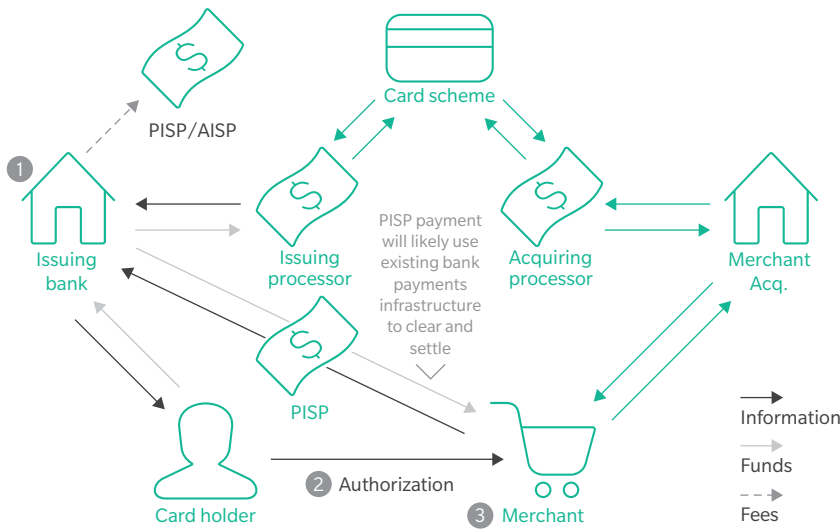 Card scheme
PISP/AISP
1
Issuing
bank
Issuing
processor
PISP payment
will likely use
existing bank
payments
infrastructure
to clear and
settle
Acquiring
processor
Merchant
Acq.
PISP
Information
Funds
Fees
2 Authorization
Card holder
3 Merchant